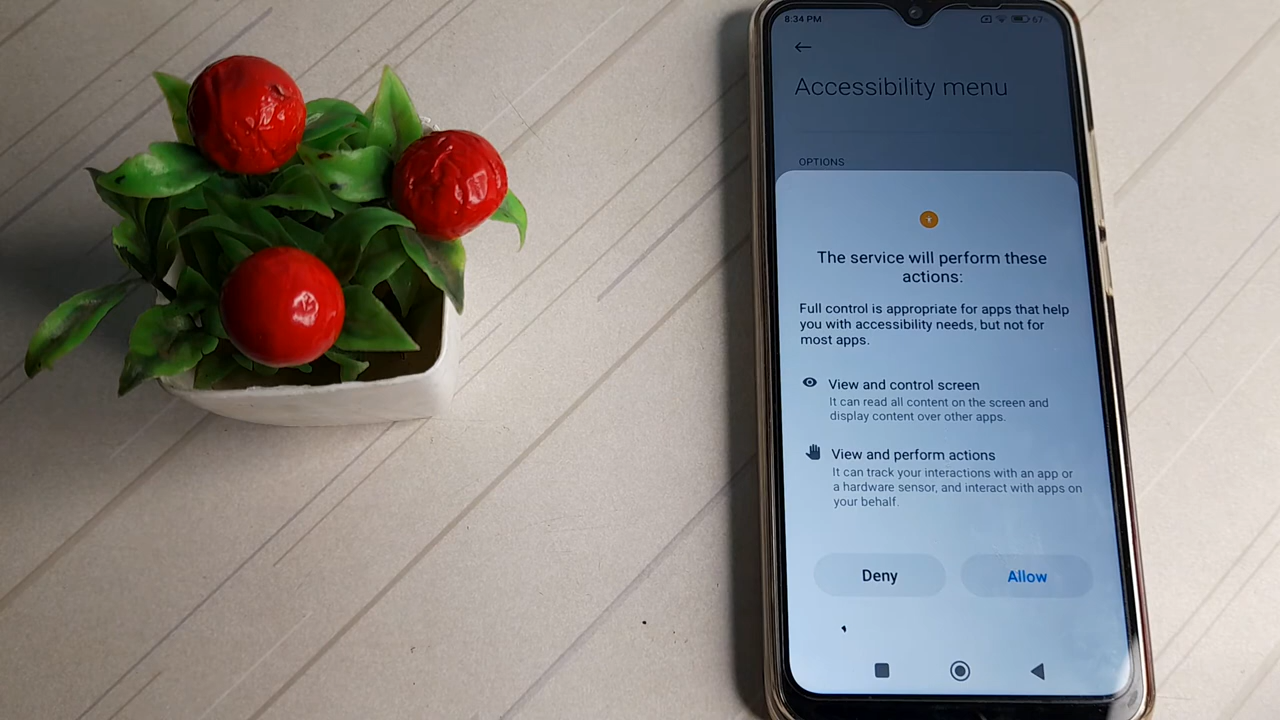 8:34 PM 67
Accessibility menu
OPTIONS
The service will perform these
actions:
Full control is appropriate for apps that help
you with accessibility needs, but not for
most apps.
View and control screen
It can read all content on the screen and
display content over other apps.
View and perform actions
It can track your interactions with an app or
a hardware sensor, and interact with apps on
your behalf.
Deny Allow